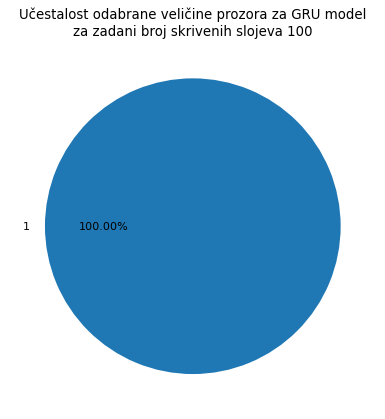 Učestalost odabrane veličine prozora za GRU model
za zadani broj skrivenih slojeva 100
1
100.00%